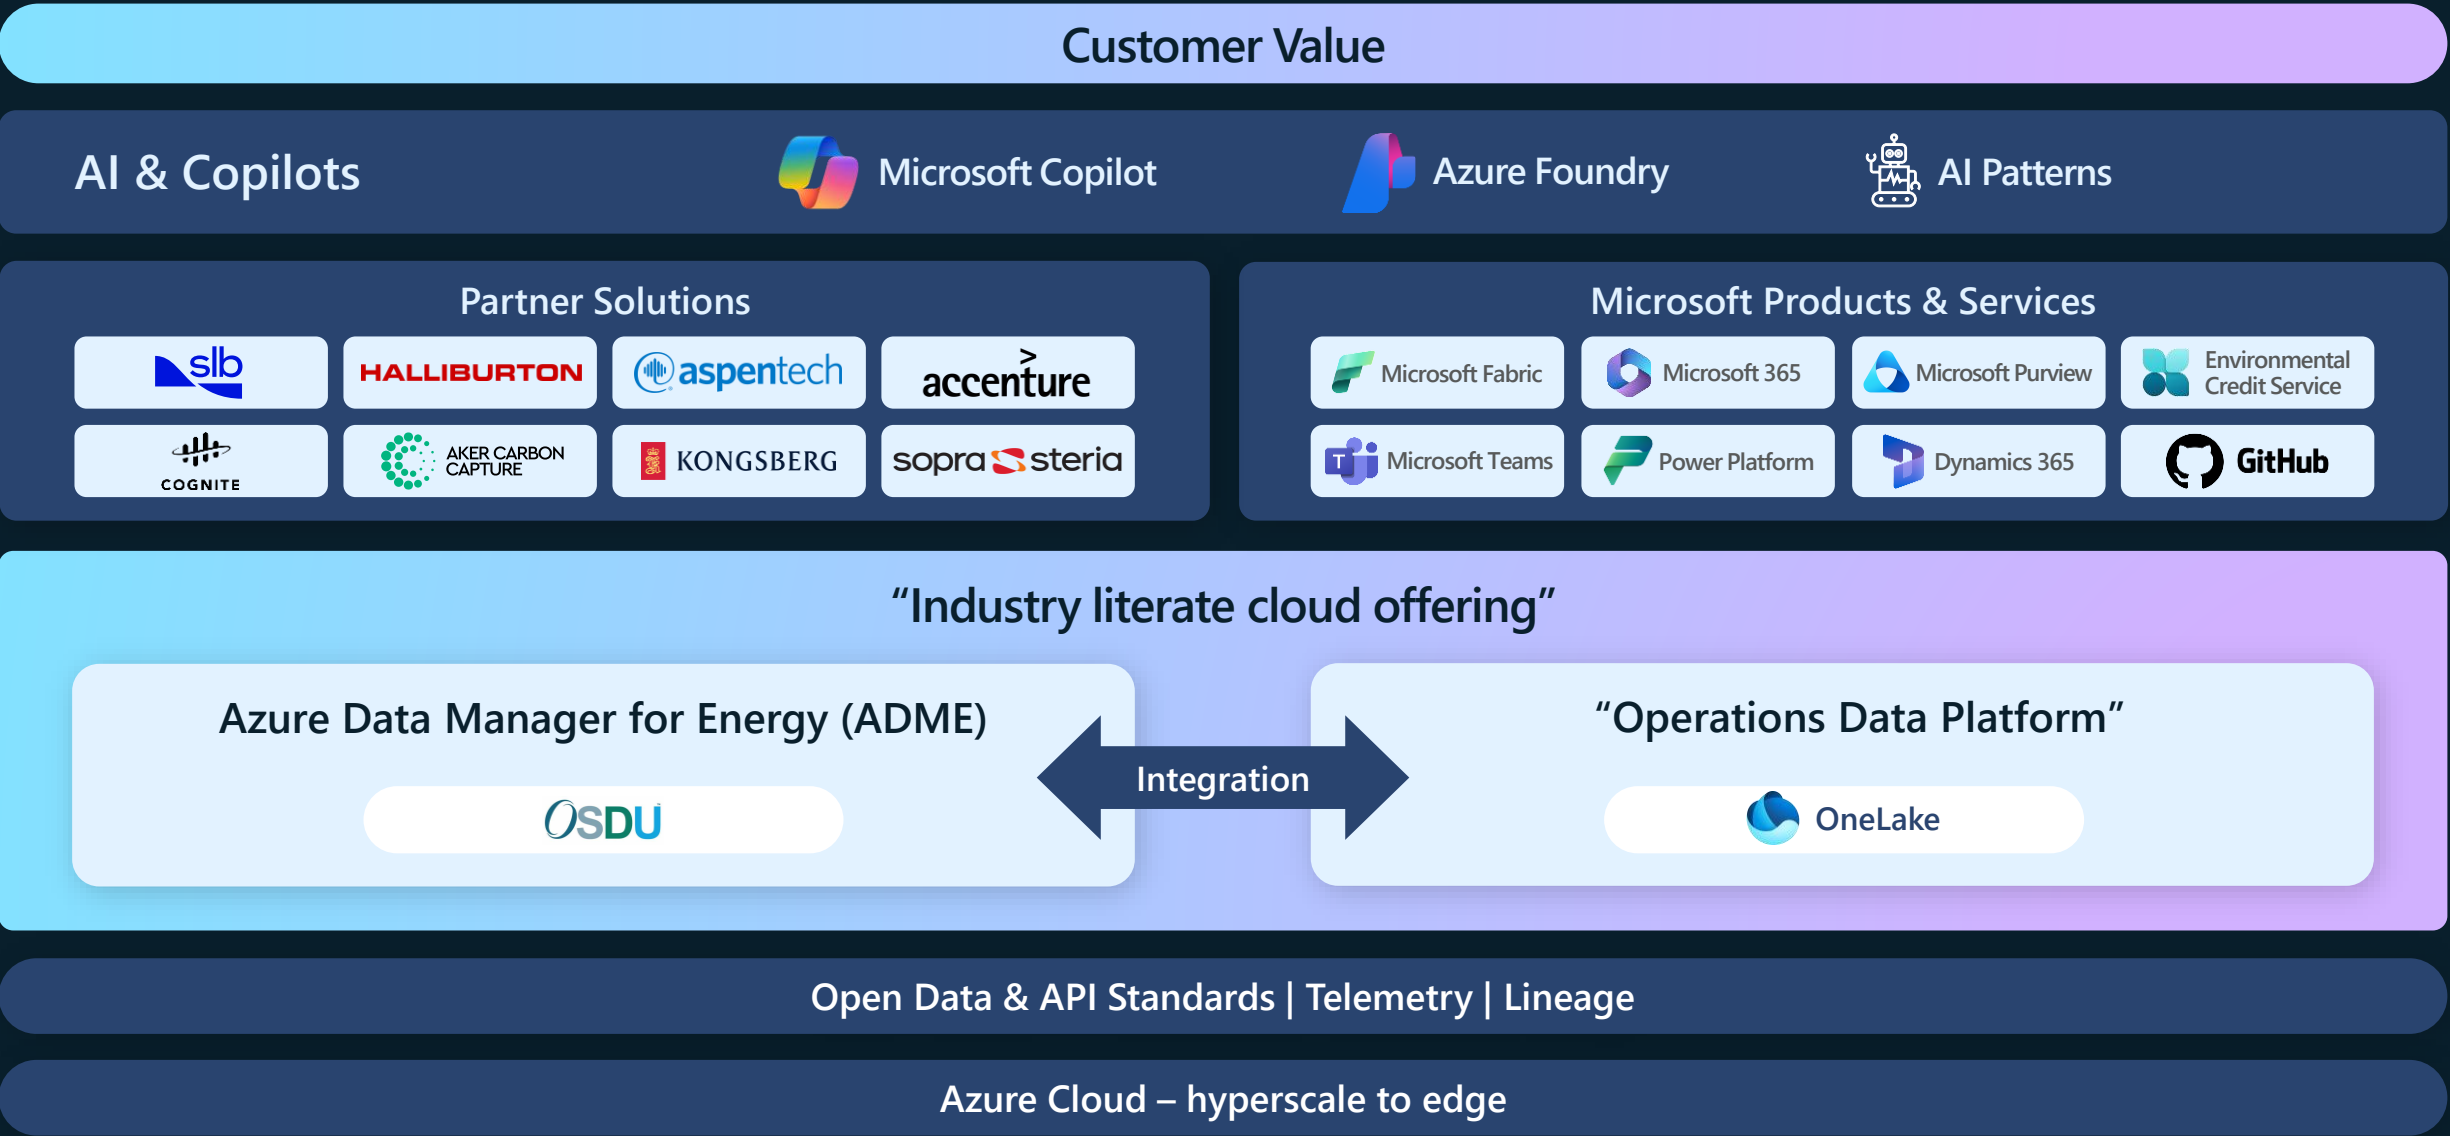 Customer Value
AI & Copilots
Microsoft Copilot
Azure Foundry
AI Patterns
Partner Solutions
slb
HALLIBURTON
aspentech
accenture
COGNITE
AKER CARBON
CAPTURE
KONGSBERG
sopra steria
Microsoft Products & Services
Microsoft Fabric
Microsoft 365
Microsoft Purview
Environmental
Credit Service
Microsoft Teams
Power Platform
Dynamics 365
GitHub
“Industry literate cloud offering”
Azure Data Manager for Energy (ADME)
OSDU
Integration
“Operations Data Platform”
OneLake
Open Data & API Standards | Telemetry | Lineage
Azure Cloud – hyperscale to edge